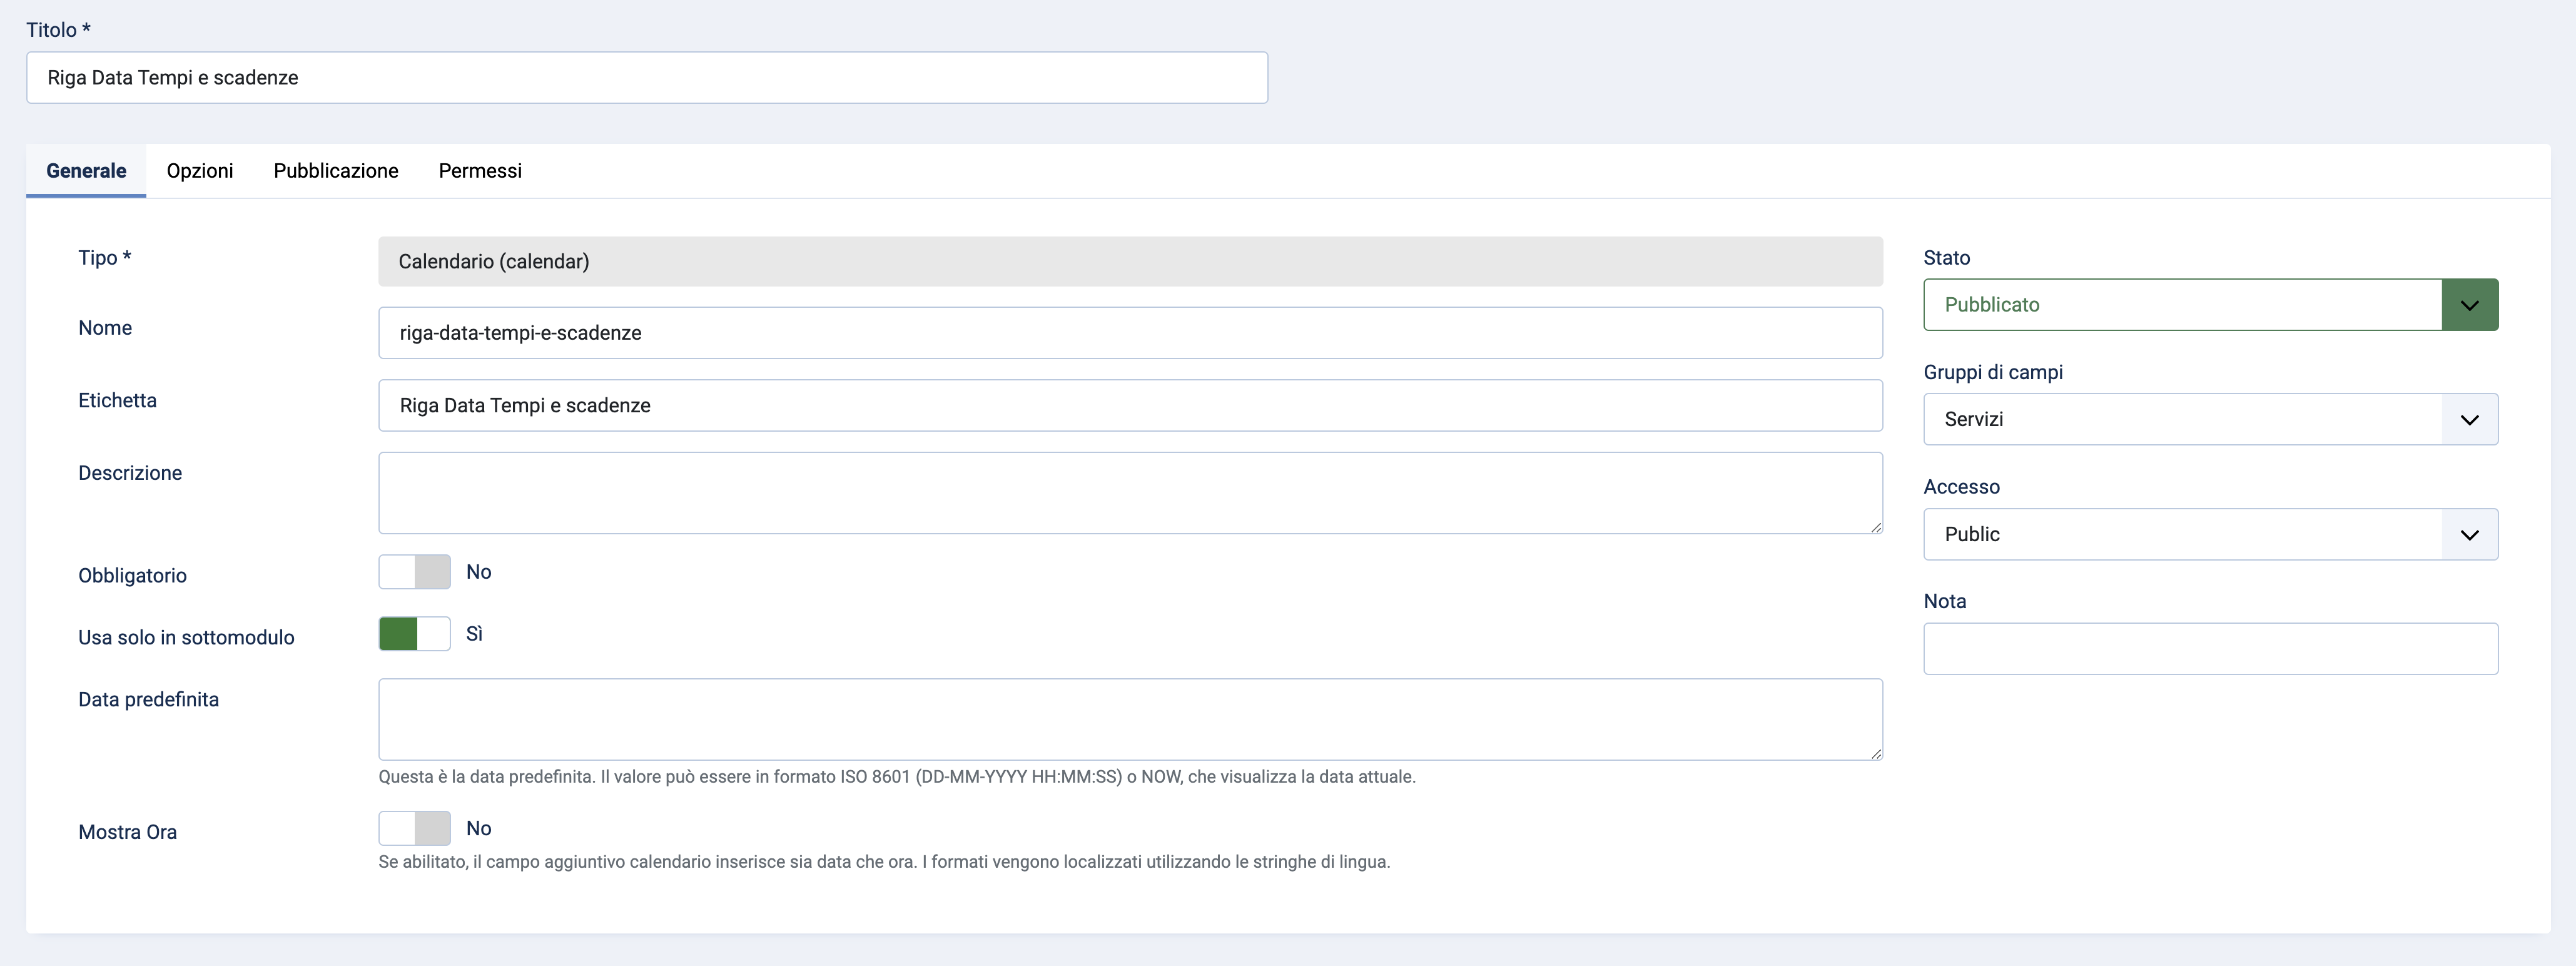 Titolo *
Riga Data Tempi e scadenze
Generale Opzioni Pubblicazione Permessi
Tipo *
Calendario (calendar)
Nome
riga-data-tempi-e-scadenze
Etichetta
Riga Data Tempi e scadenze
Descrizione
Obbligatorio
No
Usa solo in sottomodulo
Sì
Data predefinita
Questa è la data predefinita. Il valore può essere in formato ISO 8601 (DD-MM-YYYY HH:MM:SS) o NOW, che visualizza la data attuale.
Mostra Ora
No
Se abilitato, il campo aggiuntivo calendario inserisce sia data che ora. I formati vengono localizzati utilizzando le stringhe di lingua.
Stato
Pubblicato
Gruppi di campi
Servizi
Accesso
Public
Nota